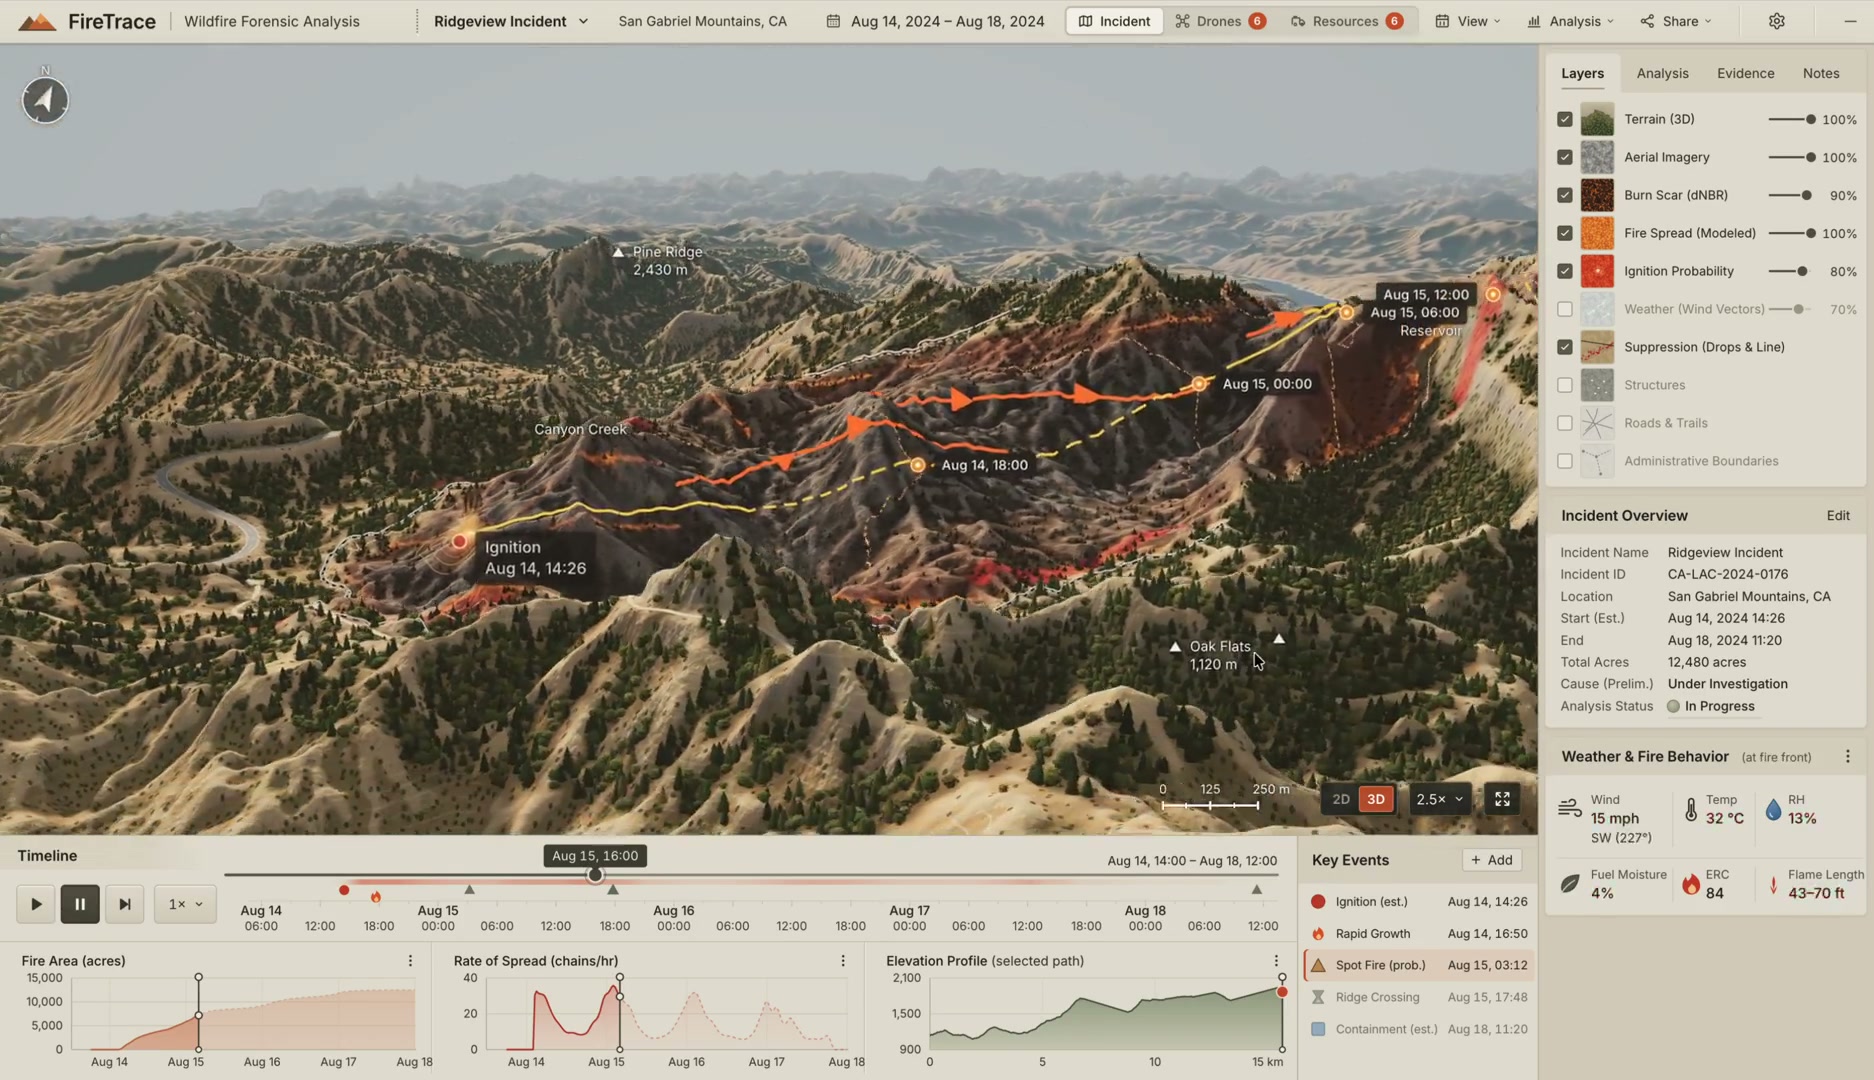 FireTrace
Wildfire Forensic Analysis
Ridgeview Incident
San Gabriel Mountains, CA
Aug 14, 2024 – Aug 18, 2024
Incident
Drones 6
Resources 6
View
Analysis
Share
N
Pine Ridge
2,430 m
Aug 15, 12:00
Aug 15, 06:00
Reservoir
Aug 15, 00:00
Canyon Creek
Aug 14, 18:00
Ignition
Aug 14, 14:26
Oak Flats
1,120 m
0 125 250 m
2D 3D
2.5×
Layers Analysis Evidence Notes
Terrain (3D) 100%
Aerial Imagery 100%
Burn Scar (dNBR) 90%
Fire Spread (Modeled) 100%
Ignition Probability 80%
Weather (Wind Vectors) 70%
Suppression (Drops & Line)
Structures
Roads & Trails
Administrative Boundaries
Incident Overview Edit
Incident Name Ridgeview Incident
Incident ID CA-LAC-2024-0176
Location San Gabriel Mountains, CA
Start (Est.) Aug 14, 2024 14:26
End Aug 18, 2024 11:20
Total Acres 12,480 acres
Cause (Prelim.) Under Investigation
Analysis Status In Progress
Weather & Fire Behavior (at fire front)
Wind
15 mph
SW (227°)
Temp
32 °C
RH
13%
Fuel Moisture
4%
ERC
84
Flame Length
43–70 ft
Timeline
Aug 15, 16:00
Aug 14, 14:00 – Aug 18, 12:00
1×
Aug 14 Aug 15 Aug 16 Aug 17 Aug 18
06:00 12:00 18:00 00:00 06:00 12:00 18:00 00:00 06:00 12:00 18:00 00:00 06:00 12:00 18:00 00:00 06:00 12:00
Key Events + Add
Ignition (est.) Aug 14, 14:26
Rapid Growth Aug 14, 16:50
Spot Fire (prob.) Aug 15, 03:12
Ridge Crossing Aug 15, 17:48
Containment (est.) Aug 18, 11:20
Fire Area (acres)
15,000
10,000
5,000
0
Aug 14 Aug 15 Aug 16 Aug 17 Aug 18
Rate of Spread (chains/hr)
40
20
0
Aug 14 Aug 15 Aug 16 Aug 17 Aug 18
Elevation Profile (selected path)
2,100
1,500
900
0 5 10 15 km